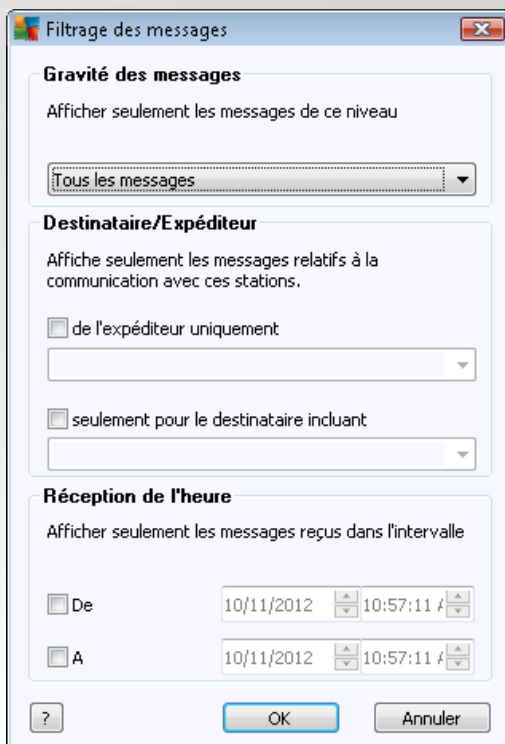 Filtrage des messages
Gravité des messages
Afficher seulement les messages de ce niveau
Tous les messages
Destinataire/Expéditeur
Affiche seulement les messages relatifs à la
communication avec ces stations.
de l'expéditeur uniquement
seulement pour le destinataire incluant
Réception de l'heure
Afficher seulement les messages reçus dans l'intervalle
De 10/11/2012 10:57:11 A
A 10/11/2012 10:57:11 A
? OK Annuler